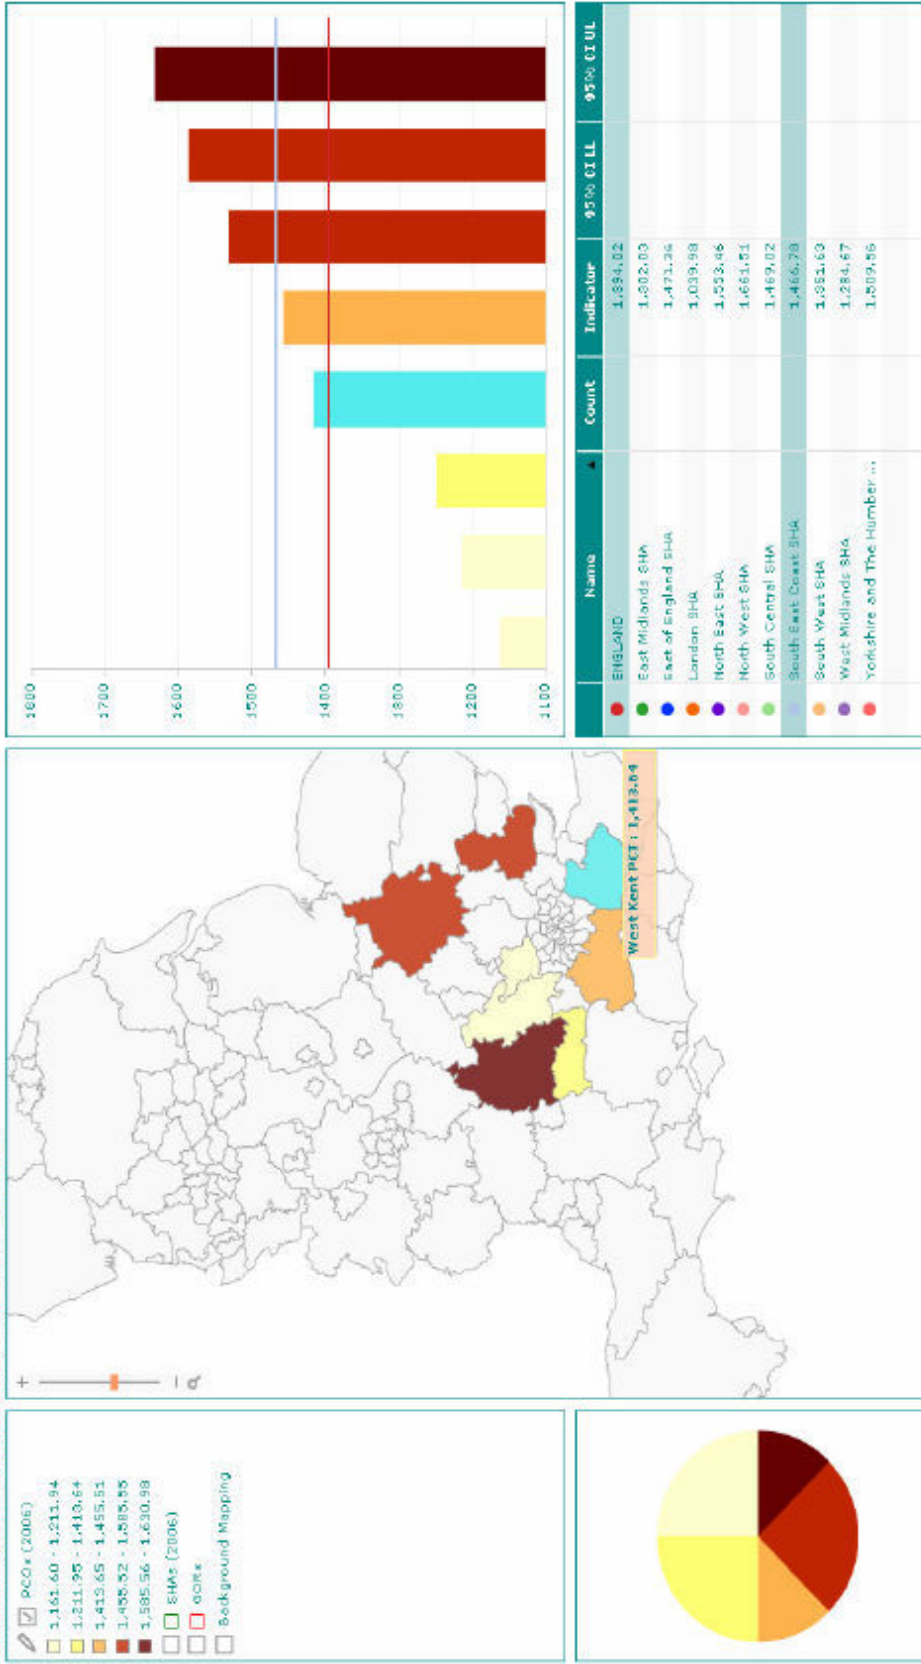 PCOs (2006)
1,161.60 - 1,211.94
1,211.95 - 1,413.64
1,413.65 - 1,455.51
1,455.52 - 1,585.55
1,585.56 - 1,630.98
SHAs (2006)
GORs
Background Mapping
+
−
West Kent PCT : 1,413.64
1800
1700
1600
1500
1400
1300
1200
1100
Name ▲ Count Indicator 95% CI LL 95% CI UL
ENGLAND 1,394.02
East Midlands SHA
East of England SHA 1,471.26
London SHA 1,039.98
North East SHA 1,553.46
North West SHA 1,661.51
South Central SHA 1,469.02
South East Coast SHA 1,466.78
South West SHA 1,351.63
West Midlands SHA 1,284.67
Yorkshire and The Humber ... 1,509.56